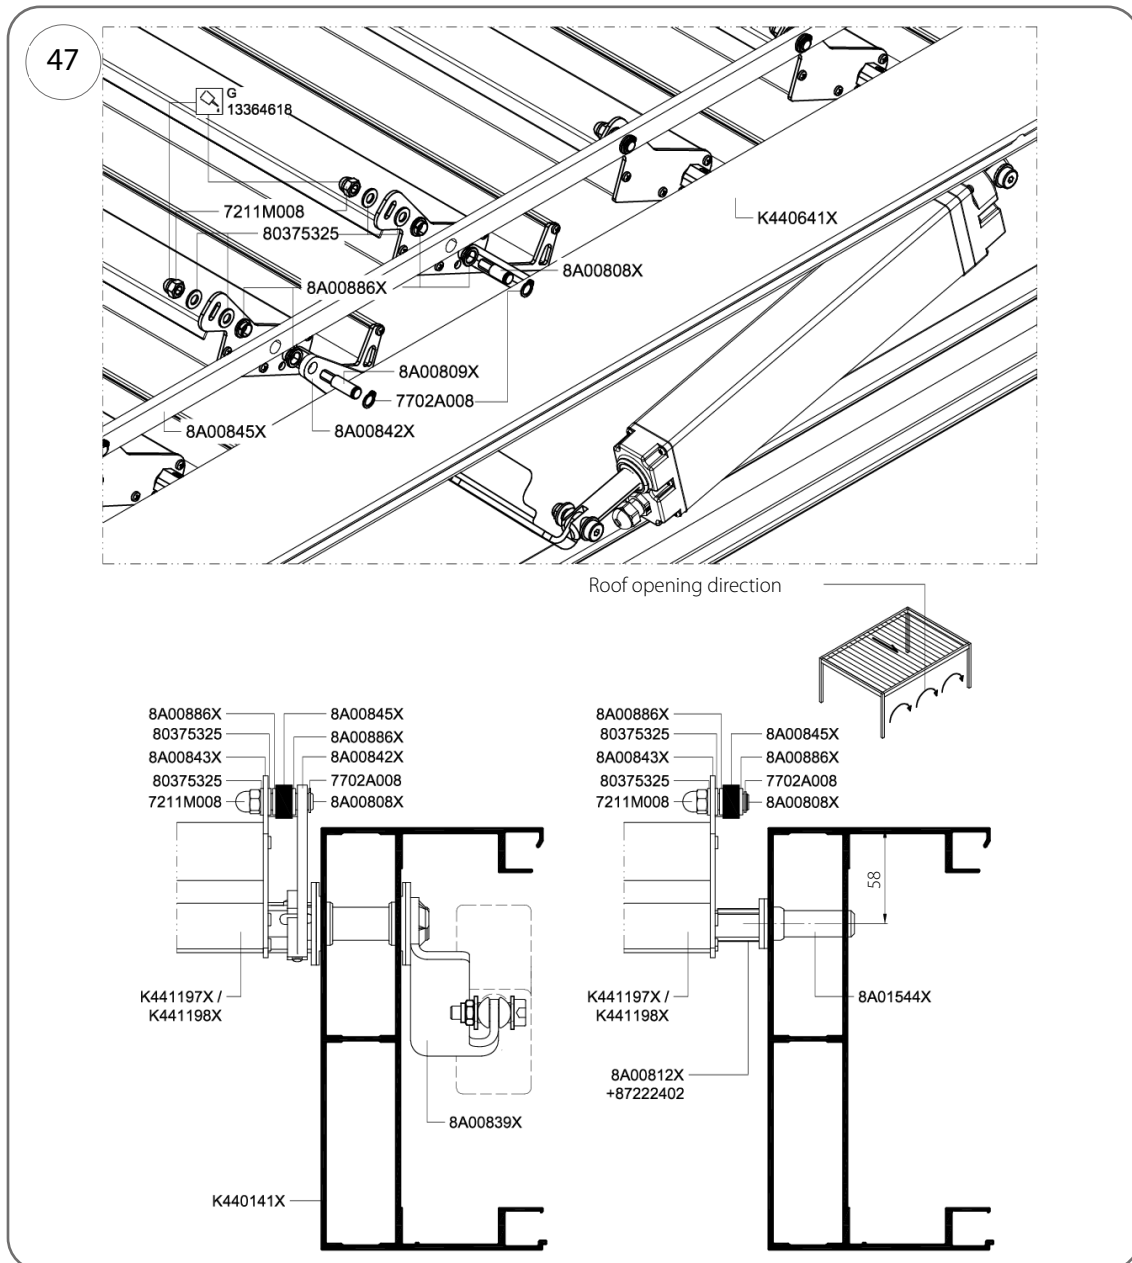 47
G
13364618
7211M008
80375325
8A00886X
K440641X
8A00808X
8A00809X
7702A008
8A00845X
8A00842X
Roof opening direction
8A00886X
80375325
8A00843X
80375325
7211M008
8A00845X
8A00886X
8A00842X
7702A008
8A00808X
K441197X /
K441198X
8A00839X
K440141X
8A00886X
80375325
8A00843X
80375325
7211M008
8A00845X
8A00886X
7702A008
8A00808X
58
K441197X /
K441198X
8A01544X
8A00812X
+87222402